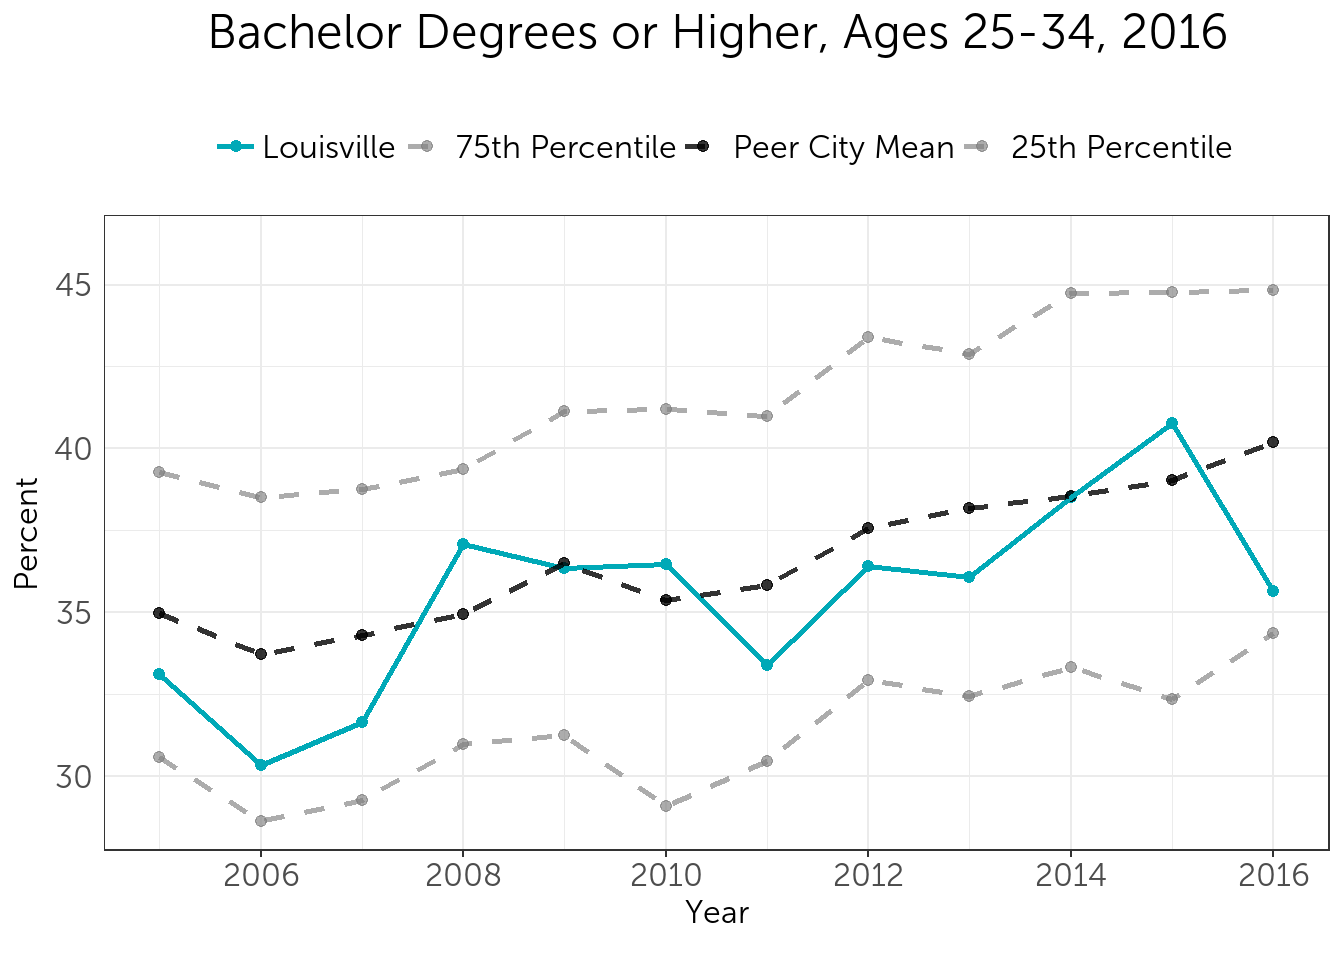 Bachelor Degrees or Higher, Ages 25-34, 2016
Louisville 75th Percentile Peer City Mean 25th Percentile
45
40
35
30
Percent
2006 2008 2010 2012 2014 2016
Year